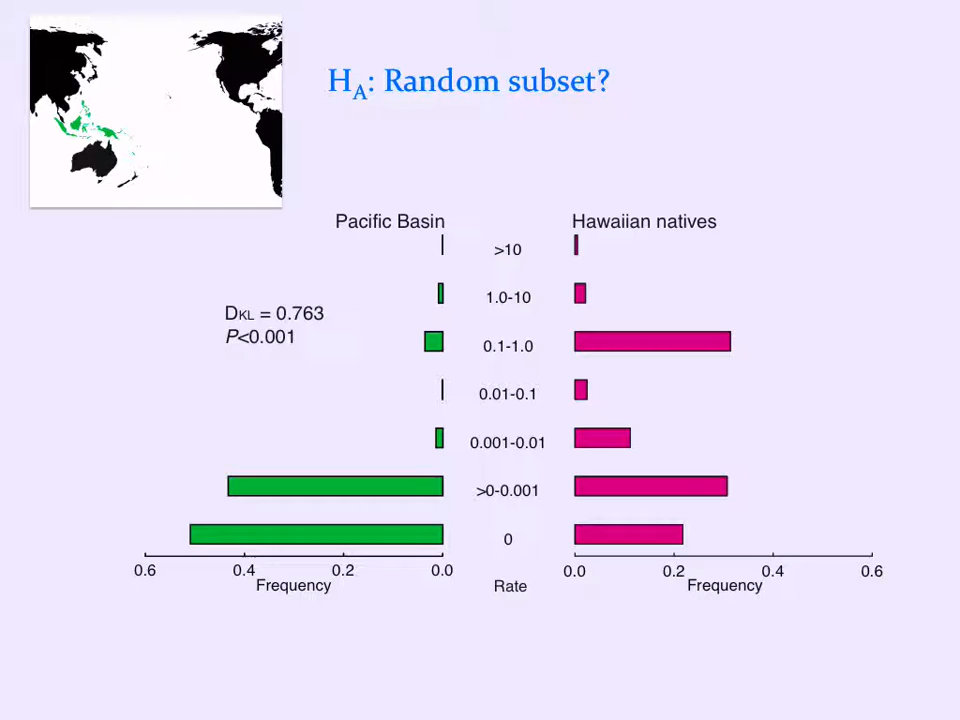 H_A: Random subset?
Pacific Basin
Hawaiian natives
>10
1.0-10
DKL = 0.763
P<0.001
0.1-1.0
0.01-0.1
0.001-0.01
>0-0.001
0
0.6 0.4 0.2 0.0
0.0 0.2 0.4 0.6
Frequency
Rate
Frequency